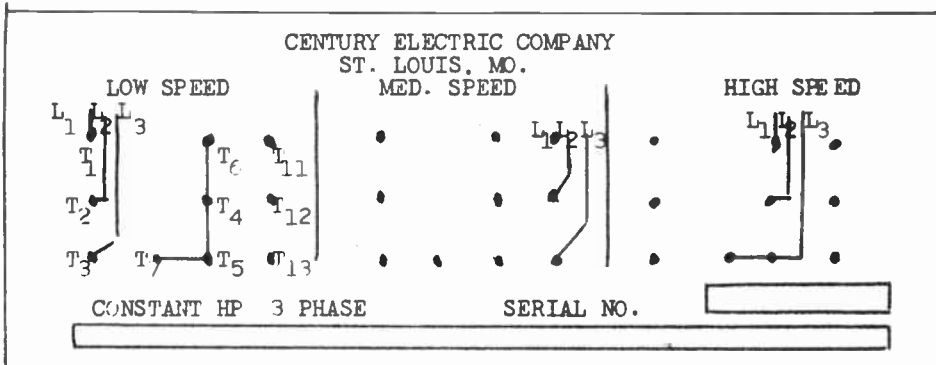 CENTURY ELECTRIC COMPANY
ST. LOUIS, MO.
LOW SPEED MED. SPEED HIGH SPEED
L1 L2 L3 L1 L2 L3 L1 L2 L3
T1 T6 T11
T2 T4 T12
T3 T7 T5 T13
CONSTANT HP 3 PHASE SERIAL NO.